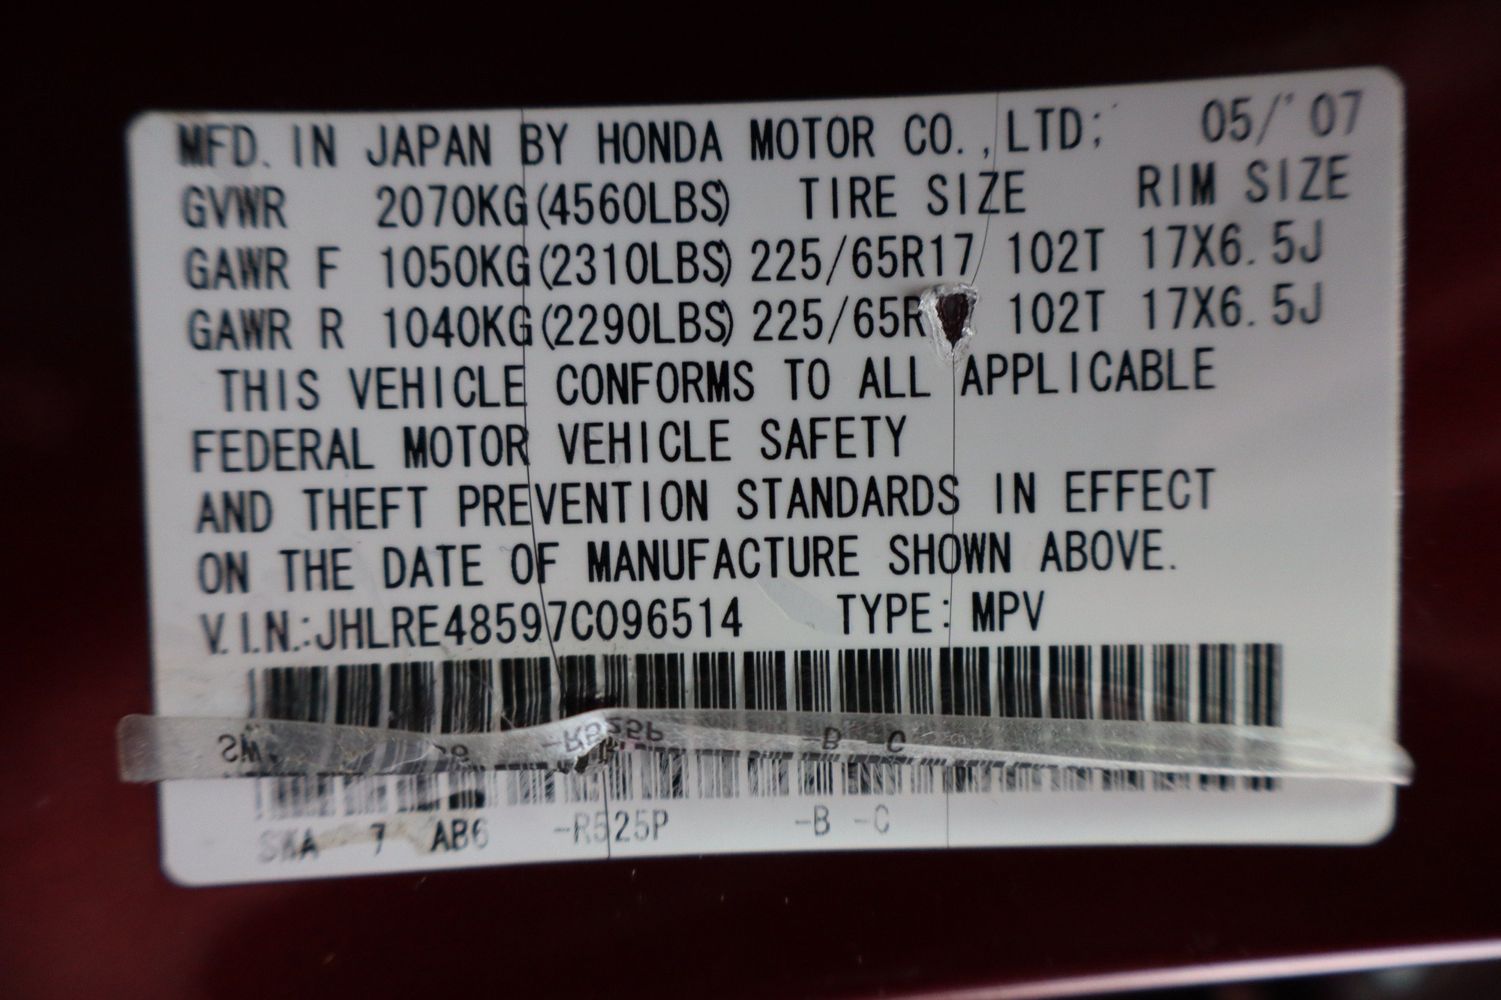 MFD. IN JAPAN BY HONDA MOTOR CO., LTD; 05/'07
GVWR 2070KG(4560LBS) TIRE SIZE RIM SIZE
GAWR F 1050KG(2310LBS) 225/65R17 102T 17X6.5J
GAWR R 1040KG(2290LBS) 225/65R 102T 17X6.5J
THIS VEHICLE CONFORMS TO ALL APPLICABLE
FEDERAL MOTOR VEHICLE SAFETY
AND THEFT PREVENTION STANDARDS IN EFFECT
ON THE DATE OF MANUFACTURE SHOWN ABOVE.
V.I.N.:JHLRE48597C096514 TYPE: MPV
-R525P -B C
SWA 7 AB6 -R525P -B -C